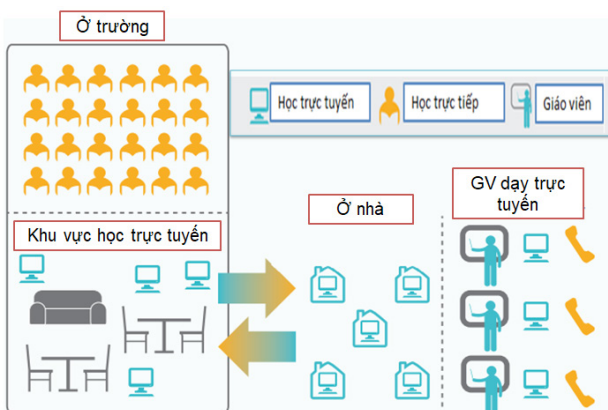 Ở trường
Học trực tuyến
Học trực tiếp
Giáo viên
Khu vực học trực tuyến
Ở nhà
GV dạy trực
tuyến